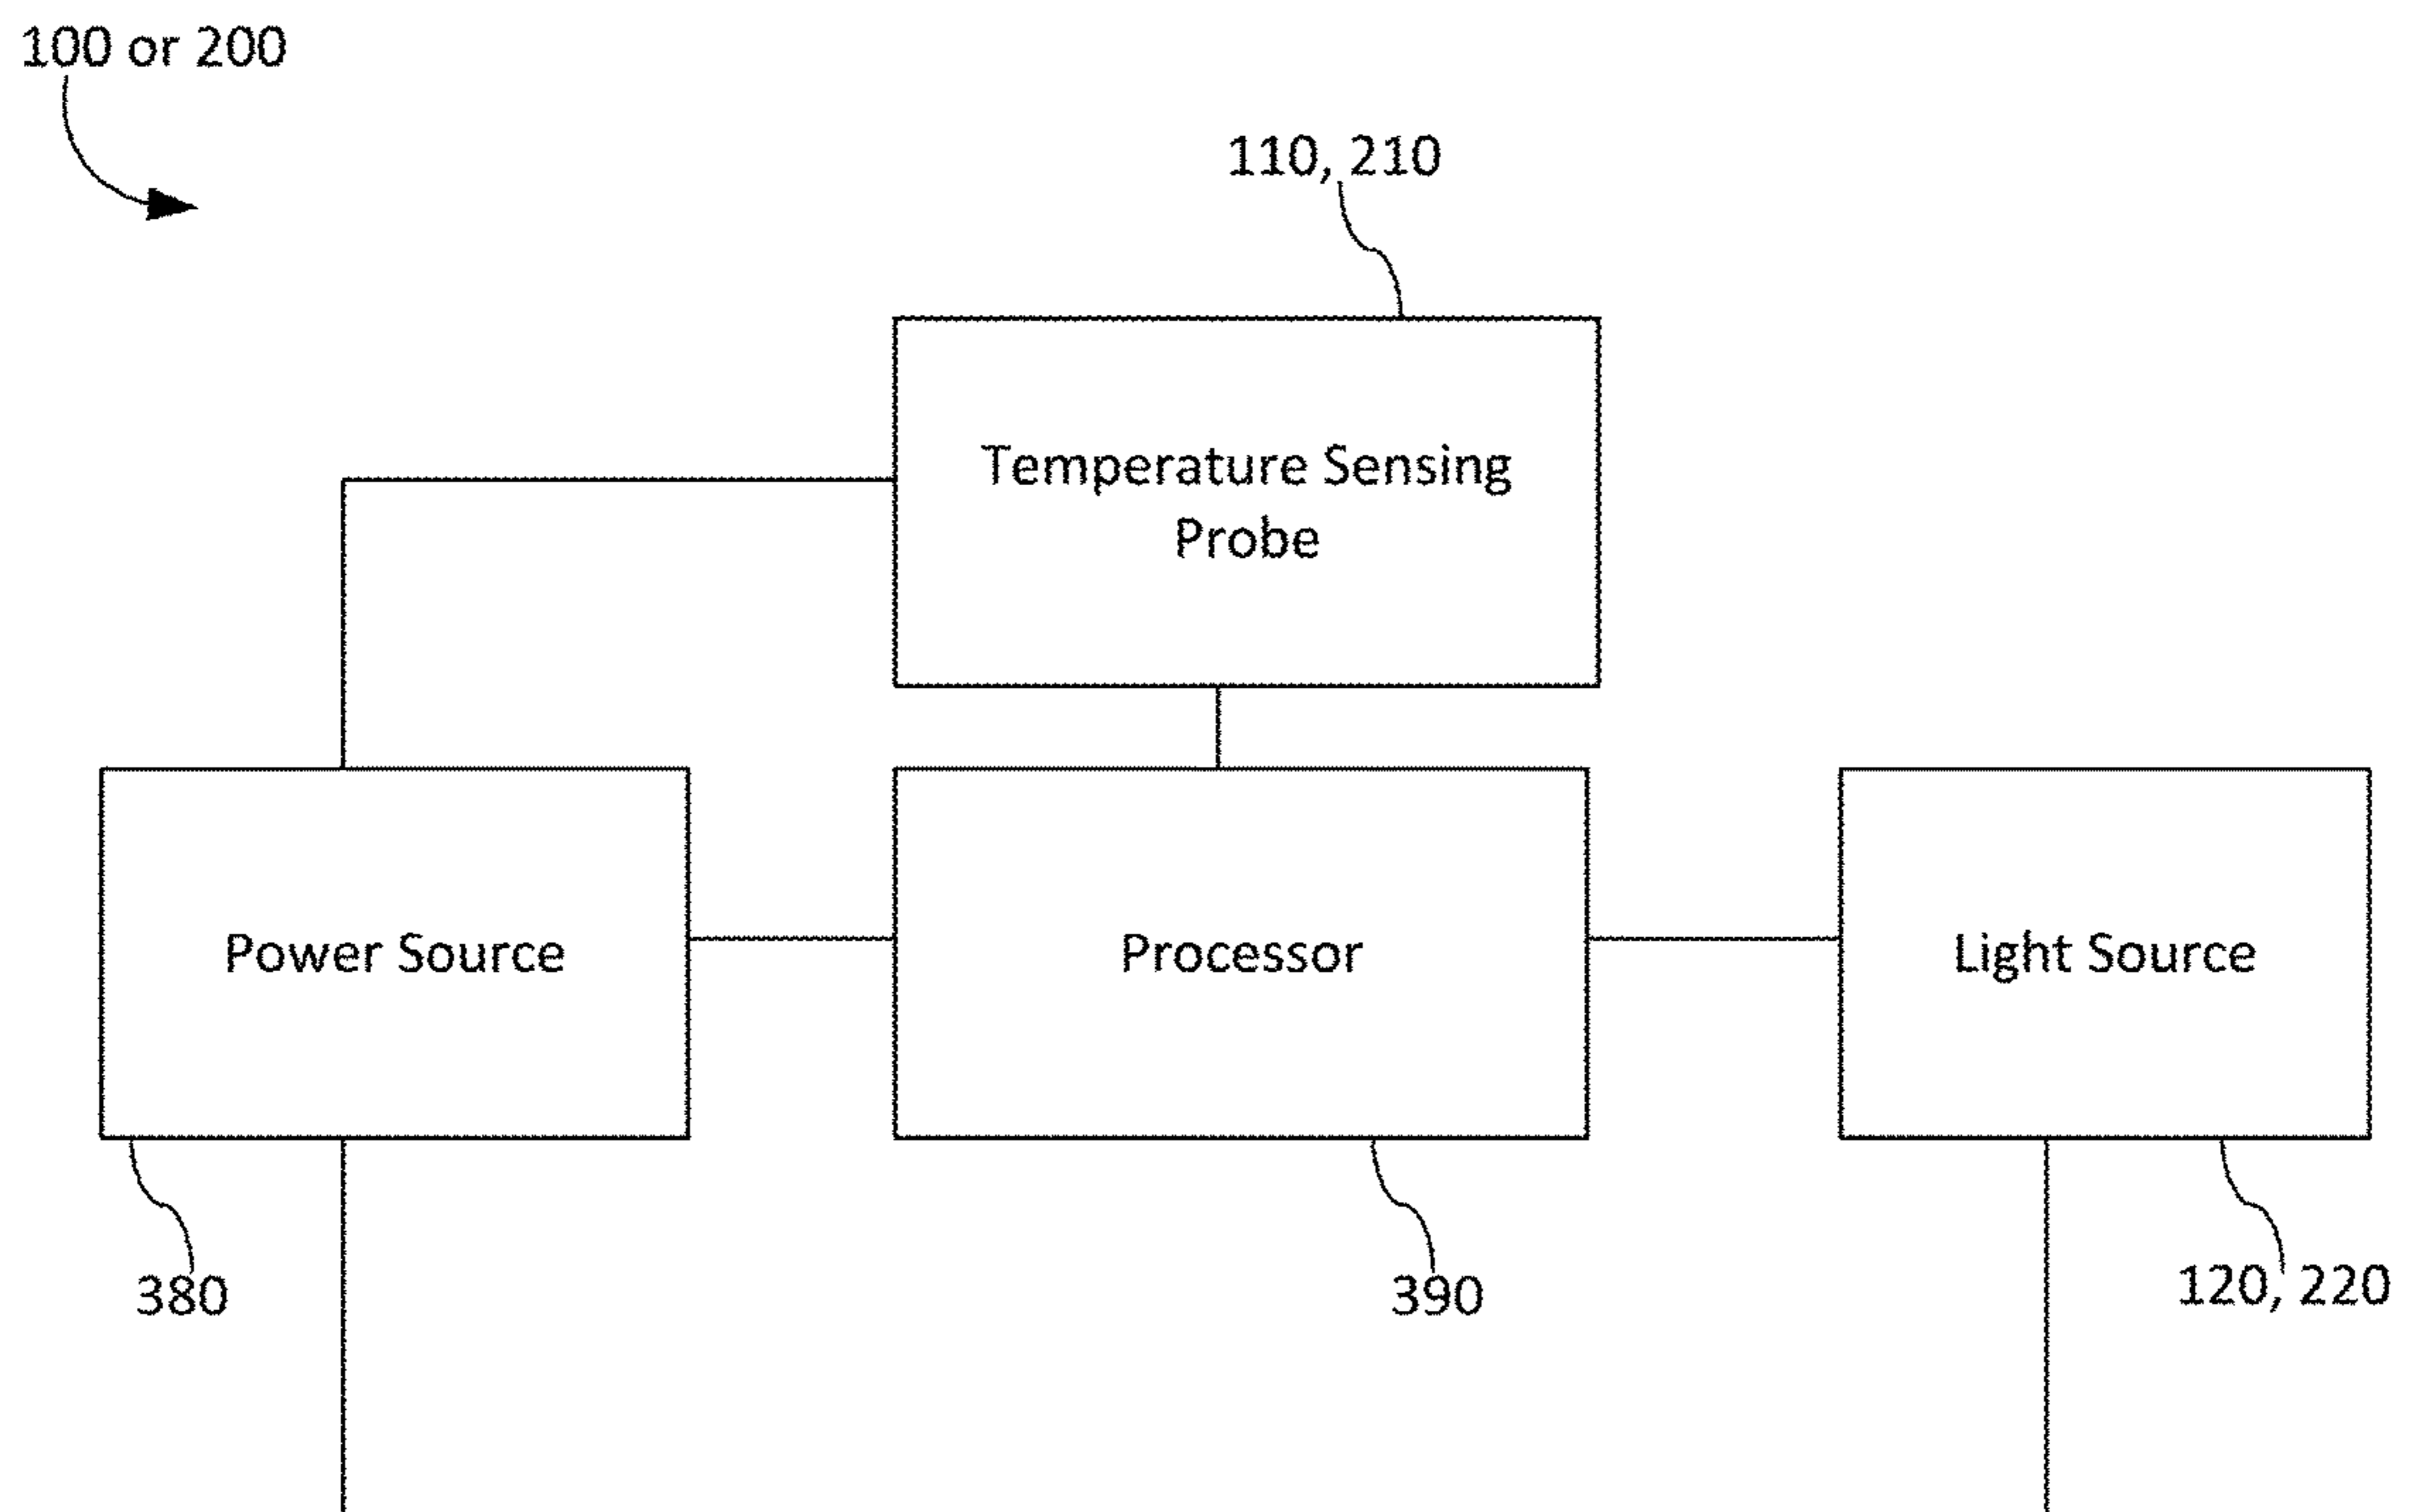 100 or 200
110, 210
Temperature Sensing
Probe
Power Source
Processor
Light Source
380
390
120, 220